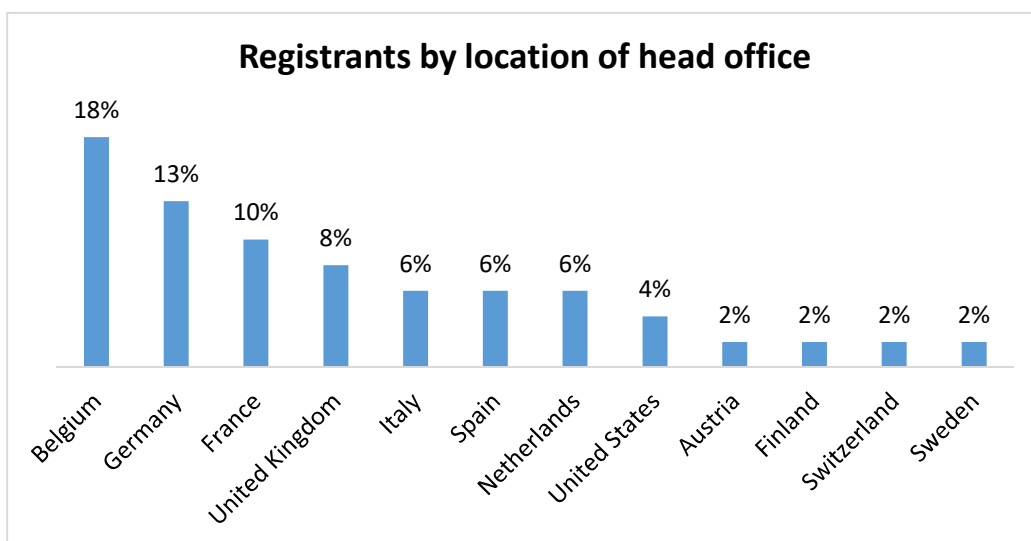 Registrants by location of head office
18%
13%
10%
8%
6%
6%
6%
4%
2%
2%
2%
2%
Belgium
Germany
France
United Kingdom
Italy
Spain
Netherlands
United States
Austria
Finland
Switzerland
Sweden